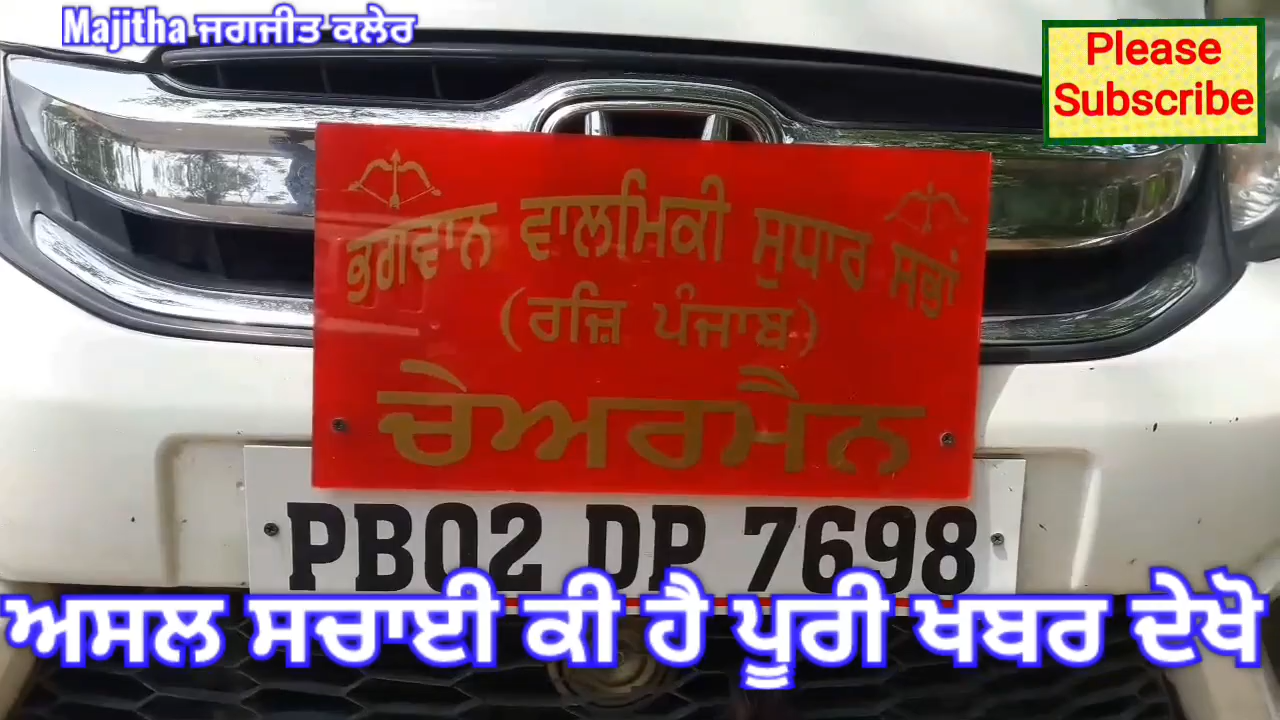 Majitha ਜਗਜੀਤ ਕਲੇਰ
Please
Subscribe
ਭਗਵਾਨ ਵਾਲਮਿਕੀ ਸੁਧਾਰ ਸਭਾਂ
(ਰਜ਼ਿ ਪੰਜਾਬ)
ਚੇਅਰਮੈਨ
PB02 DP 7698
ਅਸਲ ਸਚਾਈ ਕੀ ਹੈ ਪੂਰੀ ਖਬਰ ਦੇਖੋ